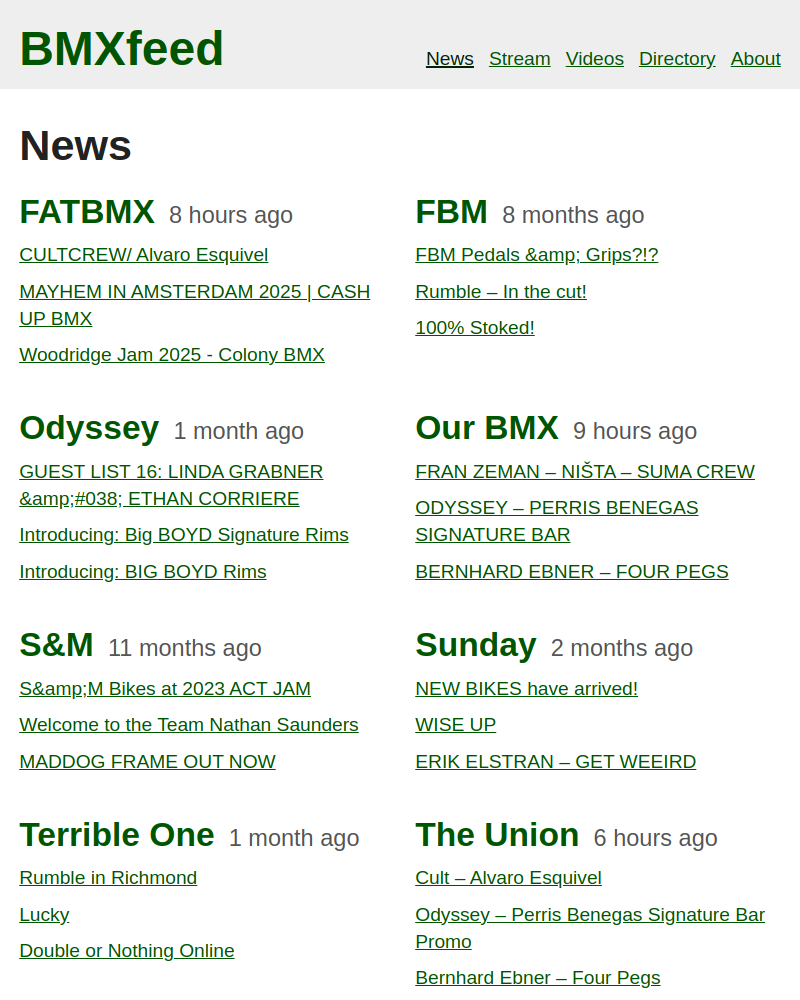 BMXfeed
News Stream Videos Directory About
News
FATBMX 8 hours ago
CULTCREW/ Alvaro Esquivel
MAYHEM IN AMSTERDAM 2025 | CASH
UP BMX
Woodridge Jam 2025 - Colony BMX
FBM 8 months ago
FBM Pedals &amp; Grips?!?
Rumble – In the cut!
100% Stoked!
Odyssey 1 month ago
GUEST LIST 16: LINDA GRABNER
&amp;#038; ETHAN CORRIERE
Introducing: Big BOYD Signature Rims
Introducing: BIG BOYD Rims
Our BMX 9 hours ago
FRAN ZEMAN – NIŠTA – SUMA CREW
ODYSSEY – PERRIS BENEGAS
SIGNATURE BAR
BERNHARD EBNER – FOUR PEGS
S&M 11 months ago
S&amp;M Bikes at 2023 ACT JAM
Welcome to the Team Nathan Saunders
MADDOG FRAME OUT NOW
Sunday 2 months ago
NEW BIKES have arrived!
WISE UP
ERIK ELSTRAN – GET WEEIRD
Terrible One 1 month ago
Rumble in Richmond
Lucky
Double or Nothing Online
The Union 6 hours ago
Cult – Alvaro Esquivel
Odyssey – Perris Benegas Signature Bar
Promo
Bernhard Ebner – Four Pegs